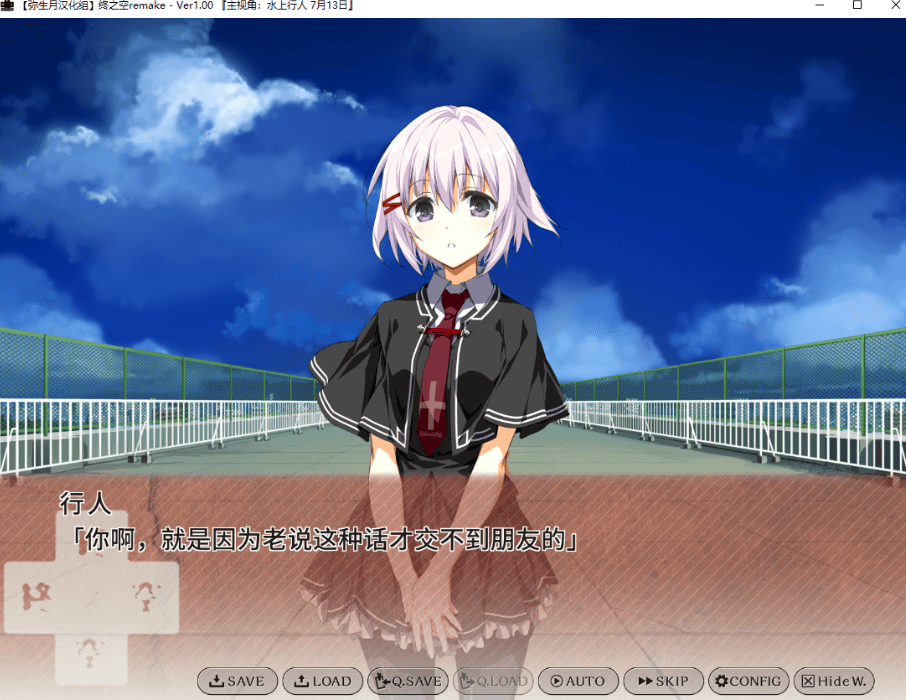 【弥生月汉化组】终之空remake - Ver1.00 『主视角：水上行人 7月13日』
行人
「你啊，就是因为老说这种话才交不到朋友的」
SAVE LOAD Q.SAVE Q.LOAD AUTO SKIP CONFIG Hide W.